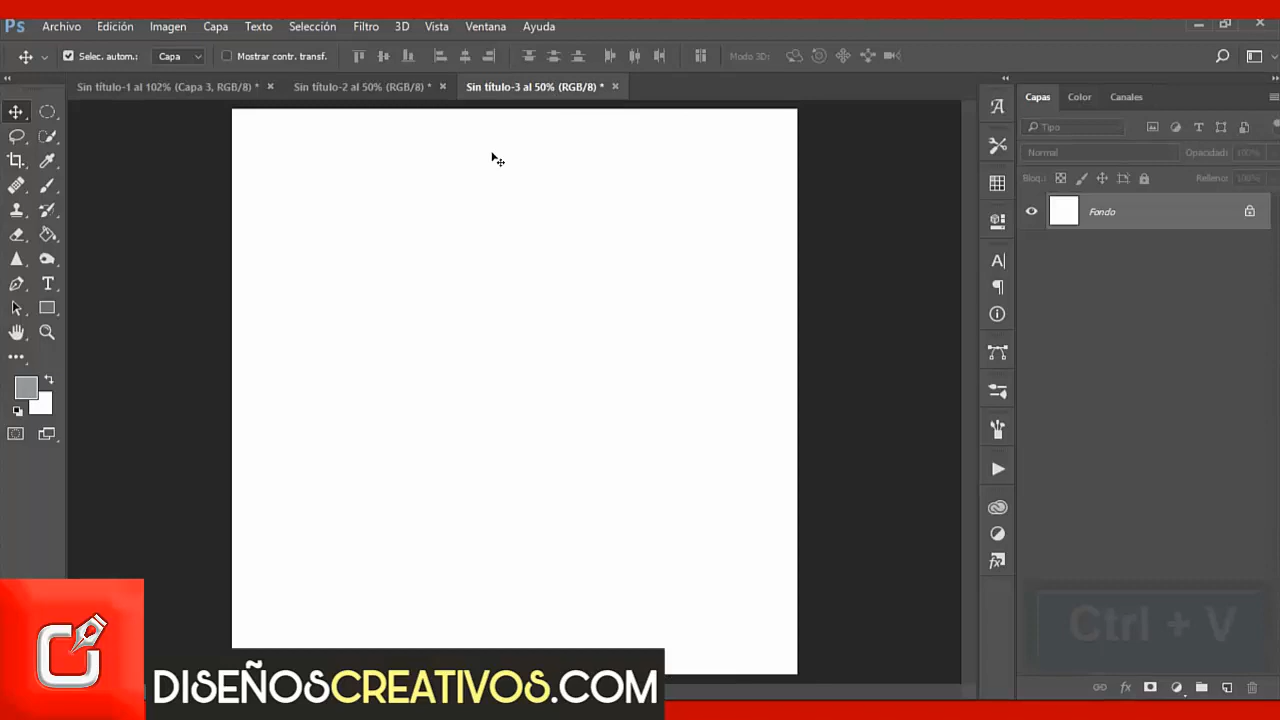 Ps Archivo Edición Imagen Capa Texto Selección Filtro 3D Vista Ventana Ayuda
Selec. autom.: Capa Mostrar contr. transf. Modo 3D:
Sin título-1 al 102% (Capa 3, RGB/8) * × Sin título-2 al 50% (RGB/8) * × Sin título-3 al 50% (RGB/8) * ×
Capas Color Canales
Tipo
Normal Opacidad: 100%
Bloq.: Relleno: 100%
Fondo
Ctrl + V
DISEÑOSCREATIVOS.COM